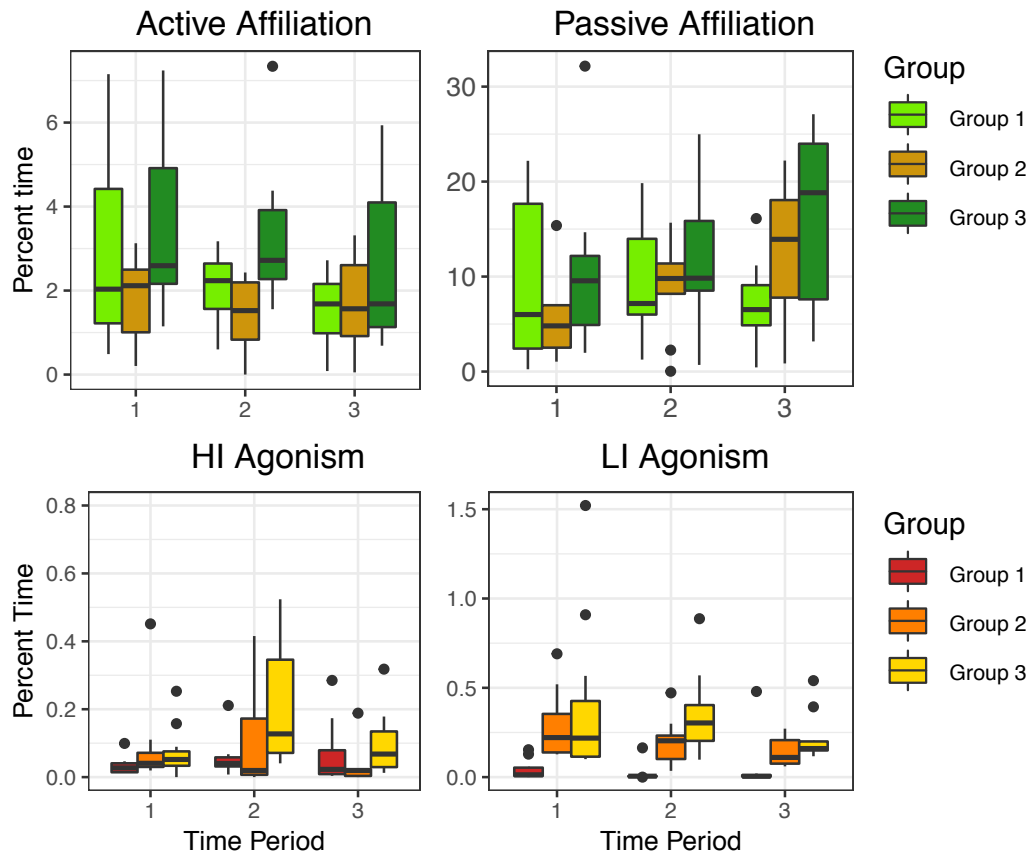 Active Affiliation
Passive Affiliation
Percent time
6
4
2
0
1 2 3
30
20
10
0
1 2 3
Group
Group 1
Group 2
Group 3
HI Agonism
LI Agonism
Percent Time
0.8
0.6
0.4
0.2
0.0
1 2 3
Time Period
1.5
1.0
0.5
0.0
1 2 3
Time Period
Group
Group 1
Group 2
Group 3